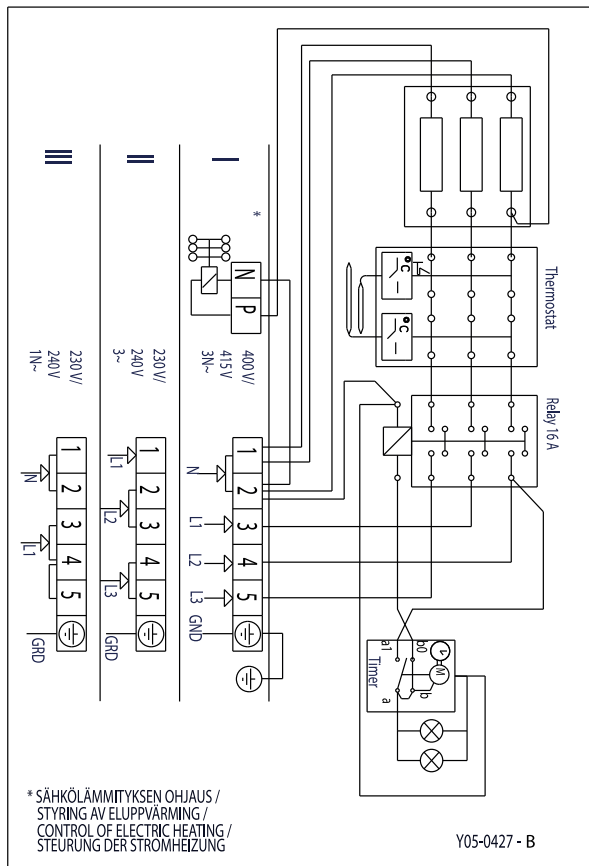 Thermostat
°C
°C
Relay 16 A
*
N
P
400 V/
415 V
3N~
1
2
3
4
5
N
L1
L2
L3
GND
230 V/
240 V
3~
1
2
3
4
5
L1
L2
L3
GRD
230 V/
240 V
1N~
1
2
3
4
5
N
L1
GRD
a1
b0
M
a
b
Timer
* SÄHKÖLÄMMITYKSEN OHJAUS /
STYRING AV ELUPPVÄRMING /
CONTROL OF ELECTRIC HEATING /
STEURUNG DER STROMHEIZUNG
Y05-0427 - B